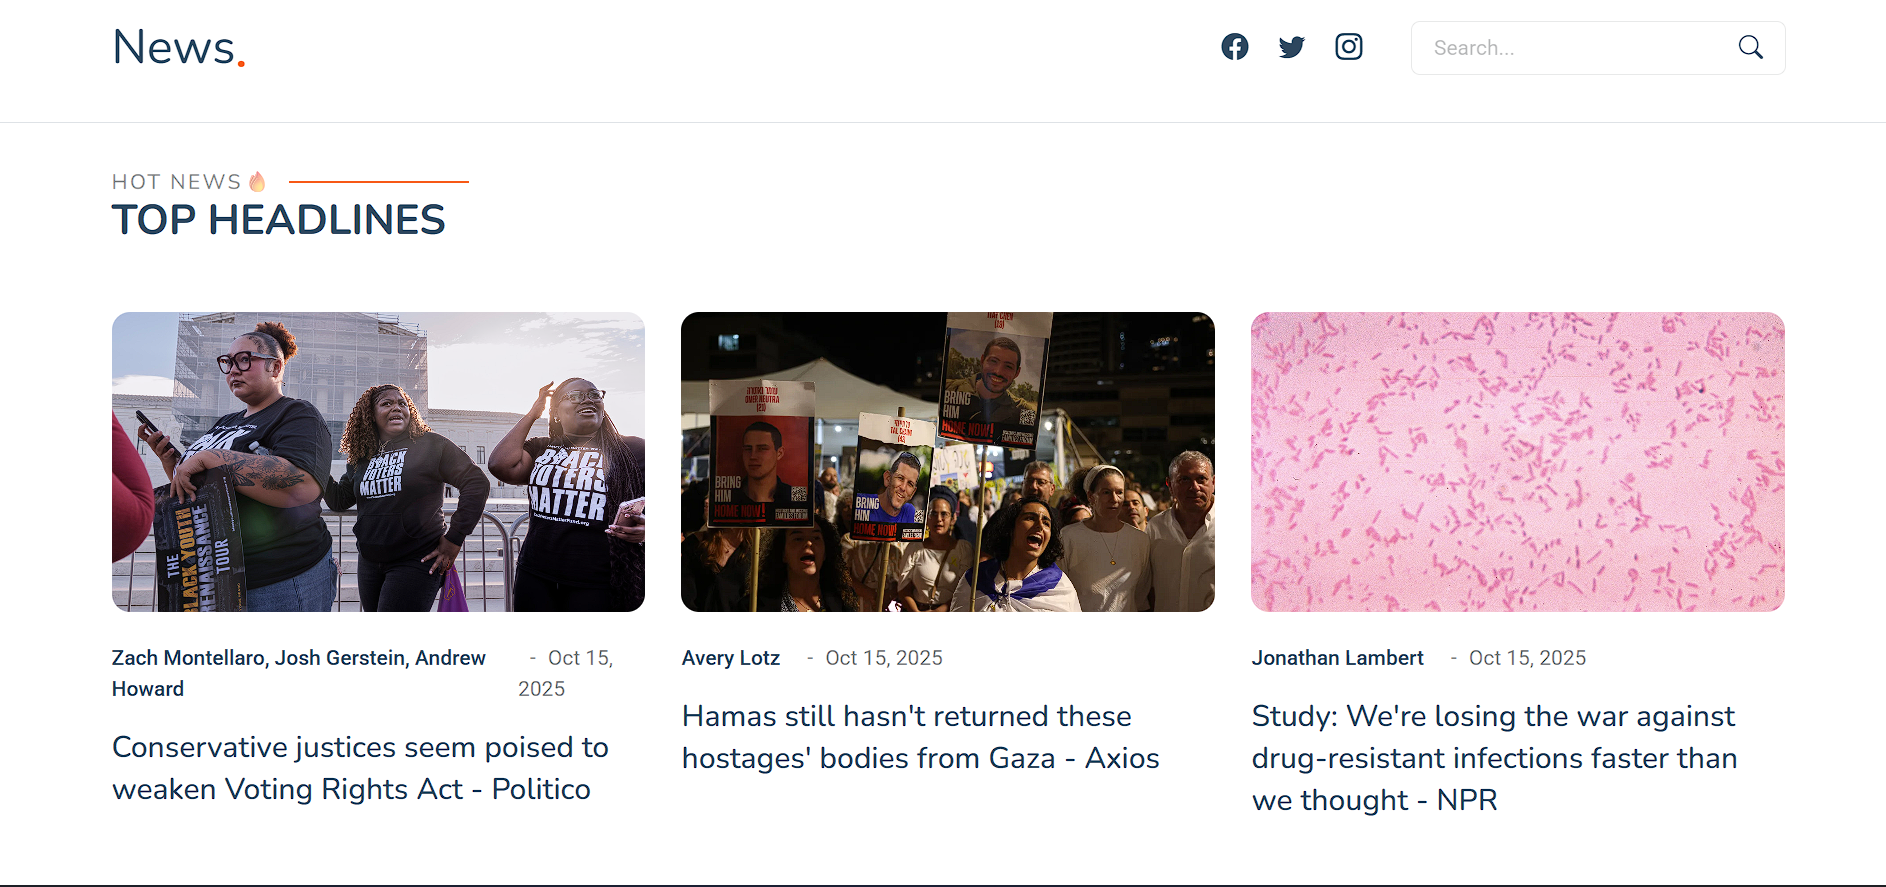 News.
Search...
HOT NEWS🔥
TOP HEADLINES
BLACK
VOTERS
MATTER
BLACK
VOTERS
MATTER
THE
BLACK YOUTH
RENAISSANCE
TOUR
BRING
HIM
HOME NOW!
BRING
HIM
HOME NOW!
BRING
HIM
HOME NOW!
Zach Montellaro, Josh Gerstein, Andrew
Howard
- Oct 15,
2025
Conservative justices seem poised to
weaken Voting Rights Act - Politico
Avery Lotz - Oct 15, 2025
Hamas still hasn't returned these
hostages' bodies from Gaza - Axios
Jonathan Lambert - Oct 15, 2025
Study: We're losing the war against
drug-resistant infections faster than
we thought - NPR